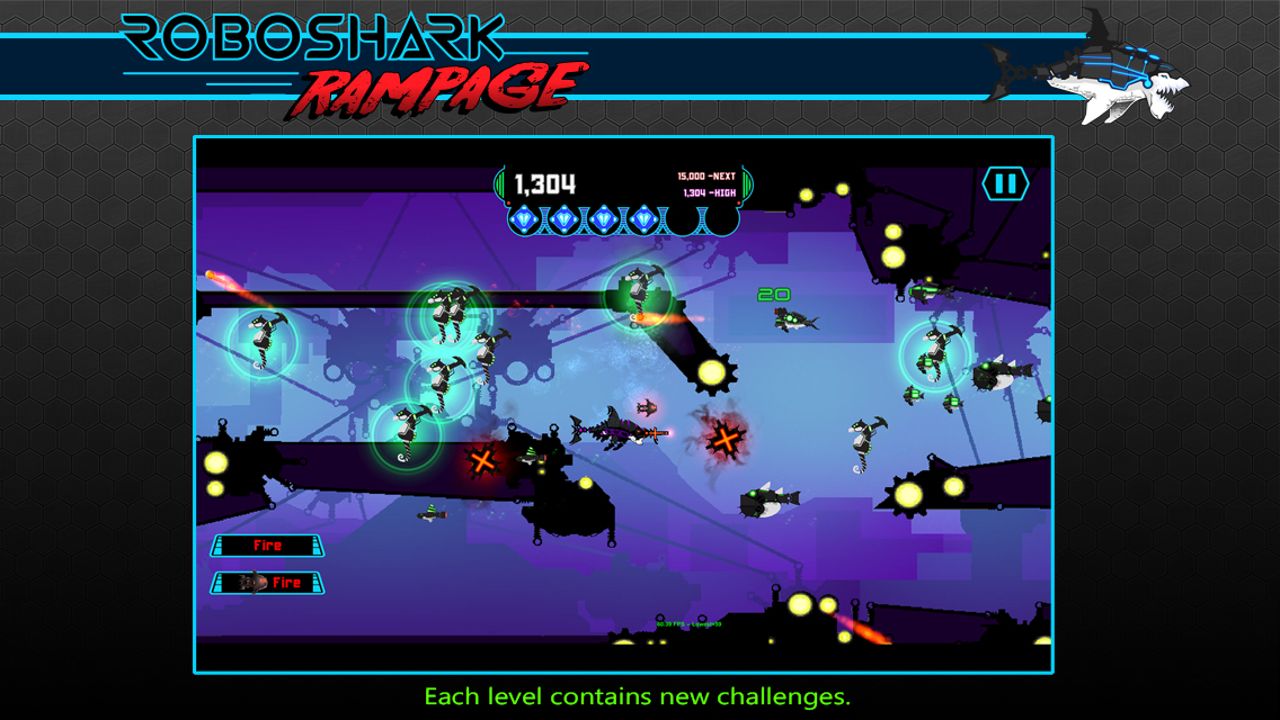 ROBOSHARK
RAMPAGE
1,304
15,000 -NEXT
1,304 -HIGH
20
Fire
Fire
Each level contains new challenges.